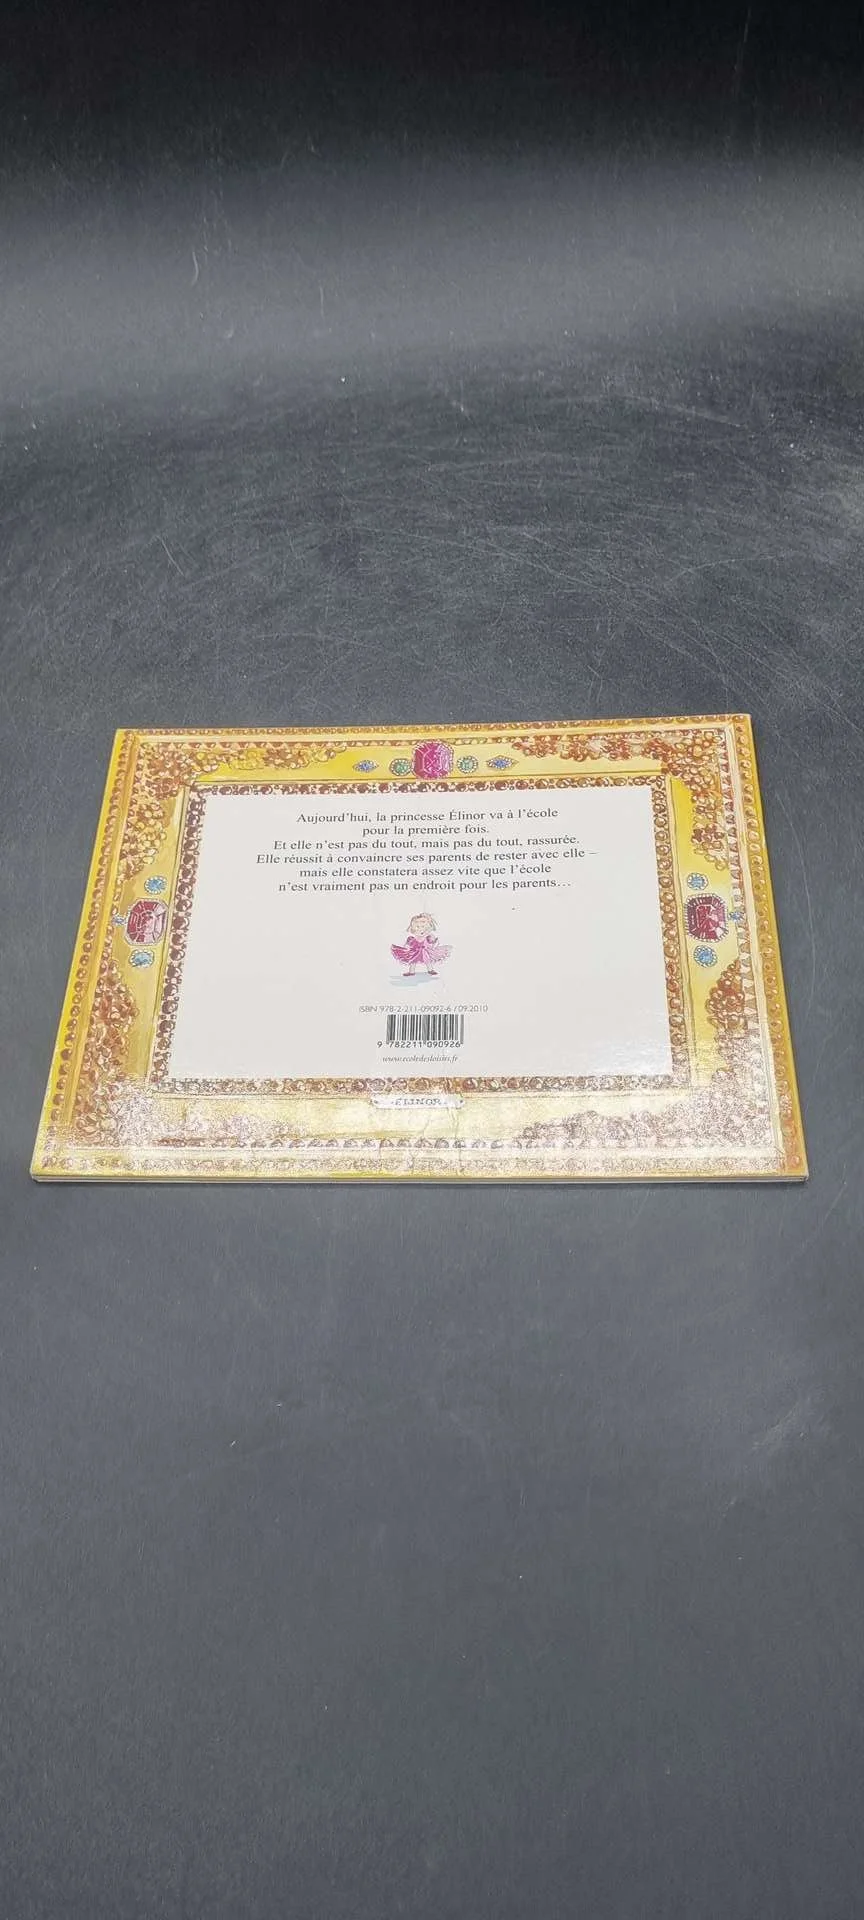 Aujourd'hui, la princesse Élinor va à l'école
pour la première fois.
Et elle n'est pas du tout, mais pas du tout, rassurée.
Elle réussit à convaincre ses parents de rester avec elle –
mais elle constatera assez vite que l'école
n'est vraiment pas un endroit pour les parents…
ISBN 978-2-211-09092-6 / 09.2010
9 782211 090926
www.ecoledesloisirs.fr
ÉLINOR